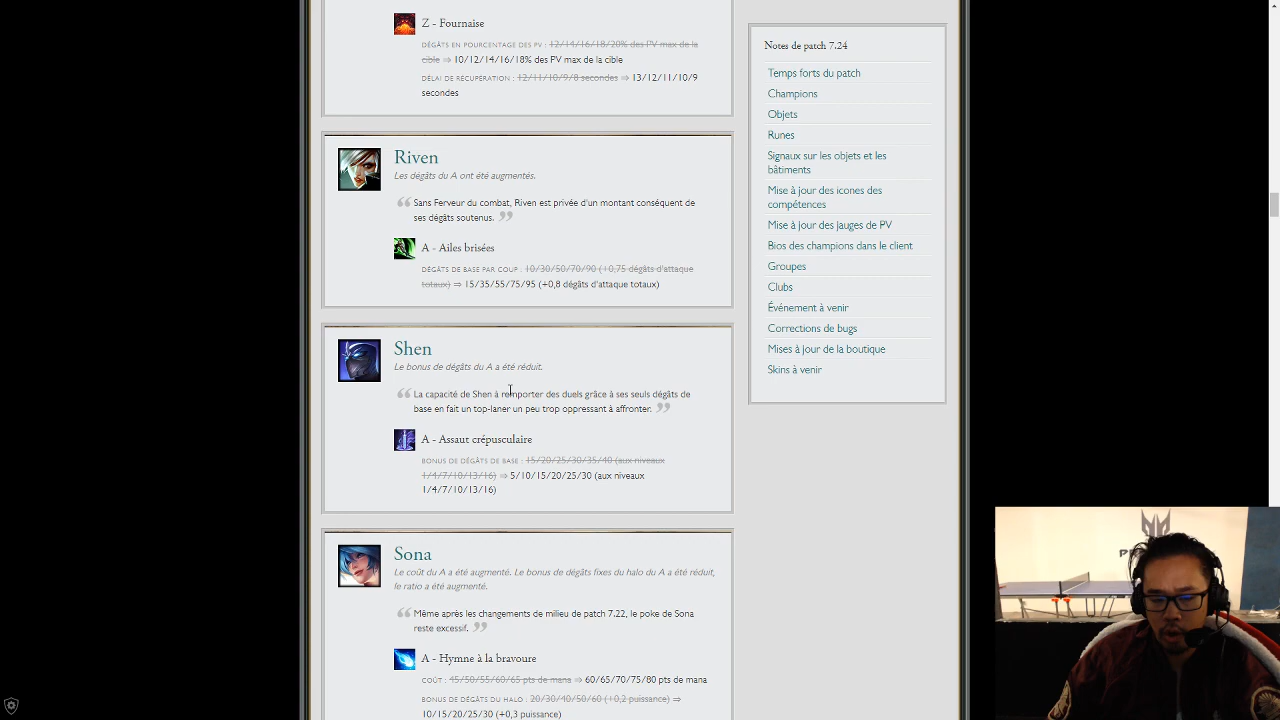 Z - Fournaise
DÉGÂTS EN POURCENTAGE DES PV : 12/14/16/18/20% des PV max de la
cible ⇒ 10/12/14/16/18% des PV max de la cible
DÉLAI DE RÉCUPÉRATION : 12/11/10/9/8 secondes ⇒ 13/12/11/10/9
secondes
Riven
Les dégâts du A ont été augmentés.
Sans Ferveur du combat, Riven est privée d'un montant conséquent de
ses dégâts soutenus.
A - Ailes brisées
DÉGÂTS DE BASE PAR COUP : 10/30/50/70/90 (+0,75 dégâts d'attaque
totaux) ⇒ 15/35/55/75/95 (+0,8 dégâts d'attaque totaux)
Shen
Le bonus de dégâts du A a été réduit.
La capacité de Shen à remporter des duels grâce à ses seuls dégâts de
base en fait un top-laner un peu trop oppressant à affronter.
A - Assaut crépusculaire
BONUS DE DÉGÂTS DE BASE : 15/20/25/30/35/40 (aux niveaux
1/4/7/10/13/16) ⇒ 5/10/15/20/25/30 (aux niveaux
1/4/7/10/13/16)
Sona
Le coût du A a été augmenté. Le bonus de dégâts fixes du halo du A a été réduit,
le ratio a été augmenté.
Même après les changements de milieu de patch 7.22, le poke de Sona
reste excessif.
A - Hymne à la bravoure
COÛT : 45/50/55/60/65 pts de mana ⇒ 60/65/70/75/80 pts de mana
BONUS DE DÉGÂTS DU HALO : 20/30/40/50/60 (+0,2 puissance) ⇒
10/15/20/25/30 (+0,3 puissance)
Notes de patch 7.24
Temps forts du patch
Champions
Objets
Runes
Signaux sur les objets et les
bâtiments
Mise à jour des icones des
compétences
Mise à jour des jauges de PV
Bios des champions dans le client
Groupes
Clubs
Événement à venir
Corrections de bugs
Mises à jour de la boutique
Skins à venir